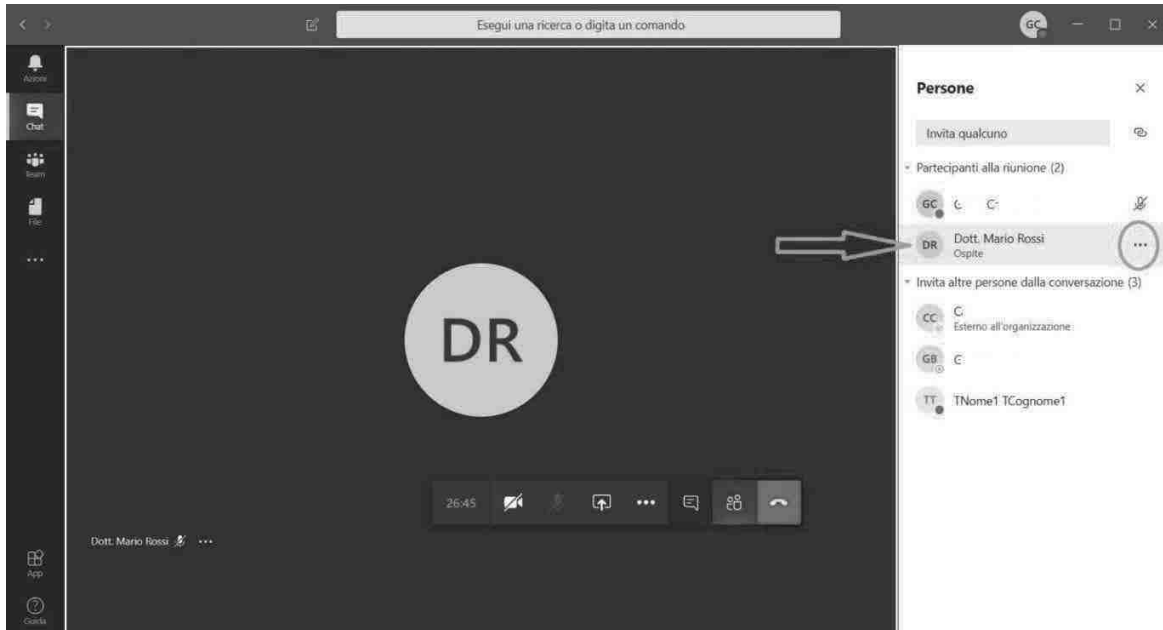 Esegui una ricerca o digita un comando
GC
Azioni
Chat
Team
File
App
Guida
DR
26:45
Dott. Mario Rossi
Persone
Invita qualcuno
Partecipanti alla riunione (2)
GC C
DR Dott. Mario Rossi
Ospite
Invita altre persone dalla conversazione (3)
CC C
Esterno all'organizzazione
GB
TT TNome1 TCognome1